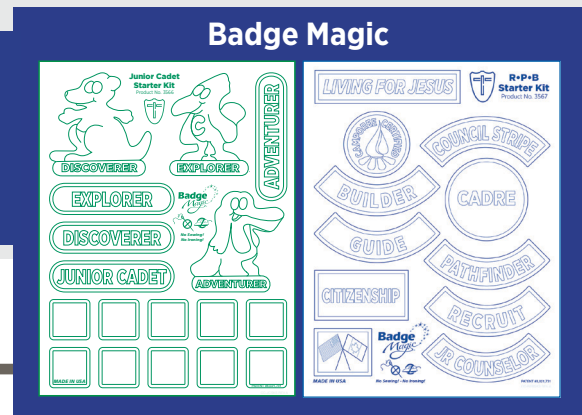 Badge Magic
Junior Cadet
Starter Kit
Product No. 3566
DISCOVERER
EXPLORER
ADVENTURER
EXPLORER
DISCOVERER
JUNIOR CADET
Badge
Magic
No Sewing!
No Ironing!
ADVENTURER
MADE IN USA
LIVING FOR JESUS
R•P•B
Starter Kit
Product No. 3567
CAMPOREE CERTIFIED
COUNCIL STRIPE
BUILDER
CADRE
GUIDE
PATHFINDER
CITIZENSHIP
RECRUIT
JR COUNSELOR
Badge
Magic
MADE IN USA
No Sewing! - No Ironing!